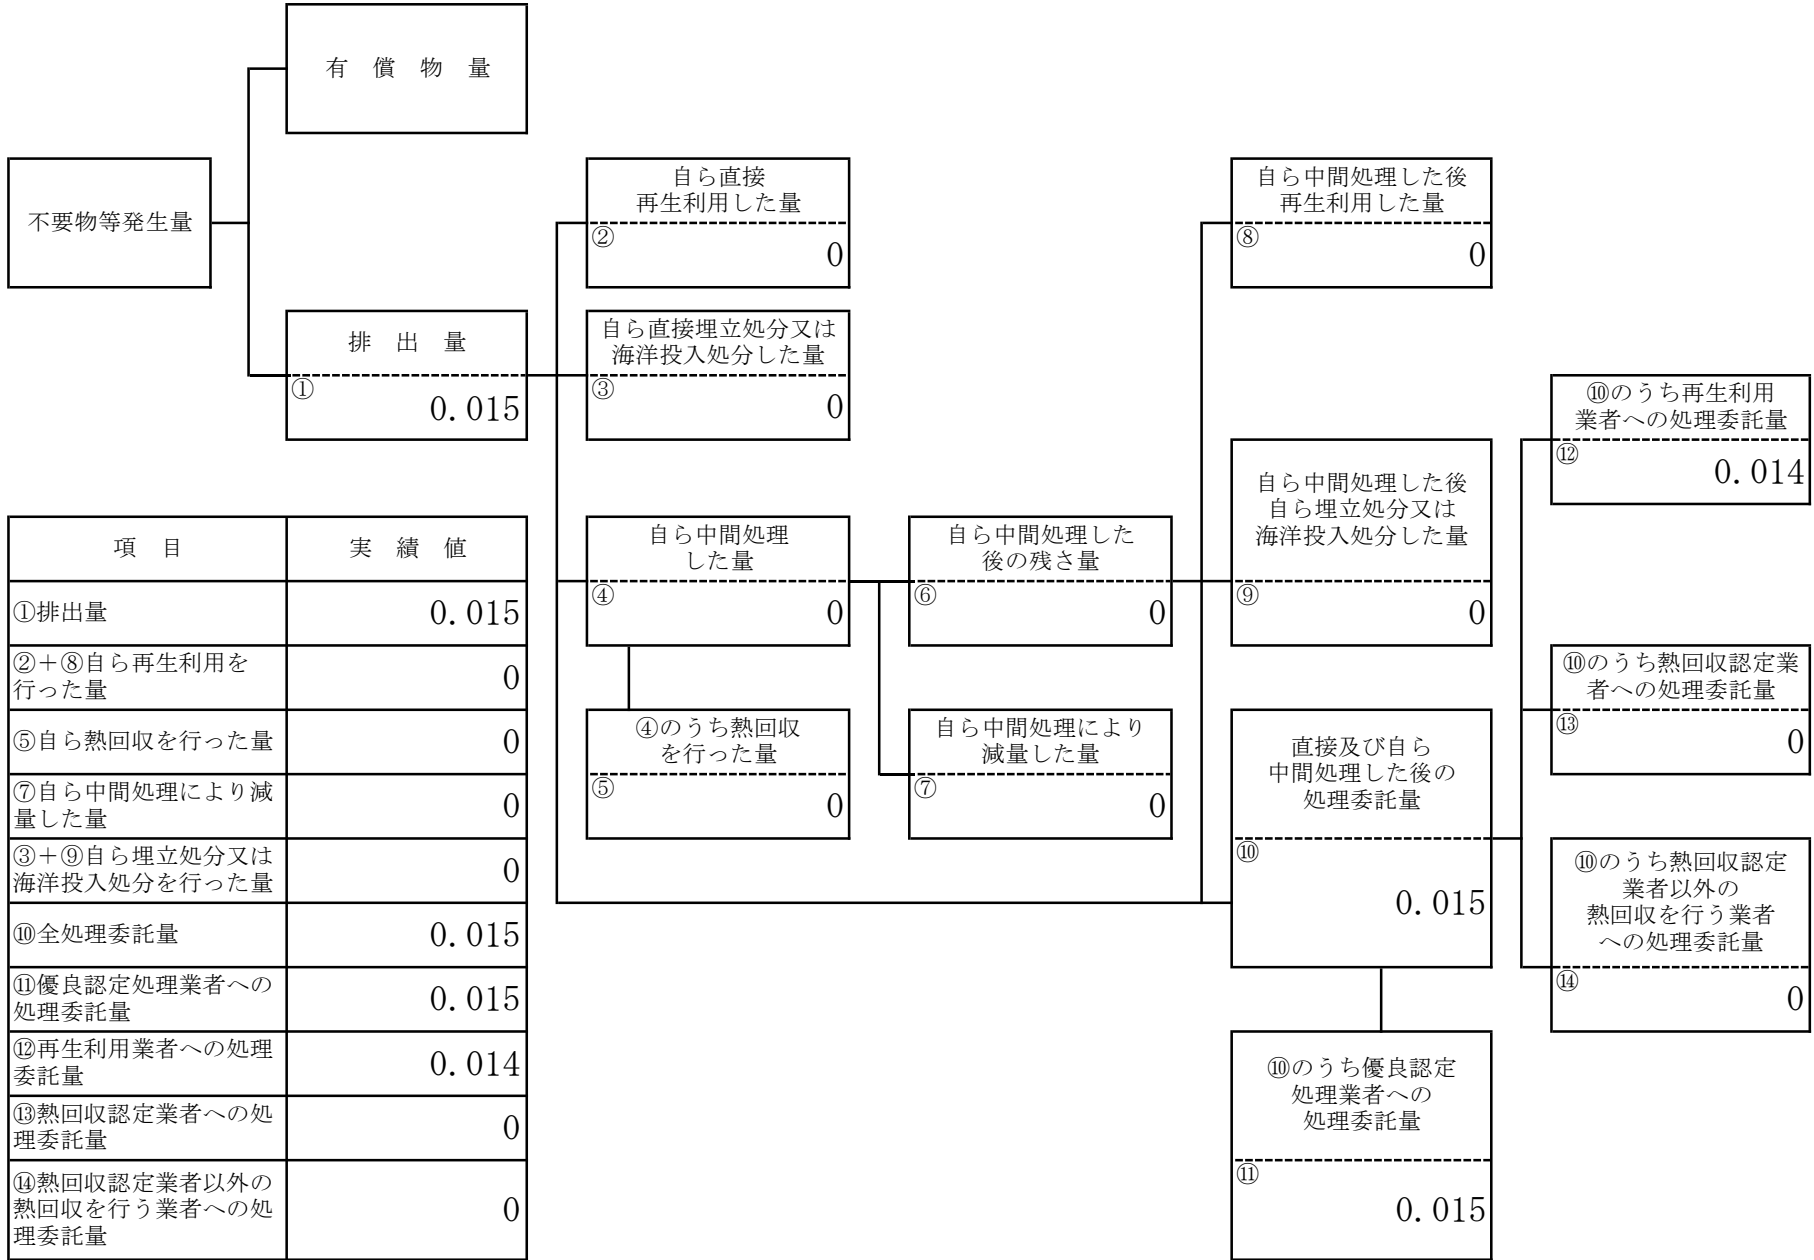 有 償 物 量
不要物等発生量
排 出 量
①
0.015
自ら直接
再生利用した量
②
0
自ら直接埋立処分又は
海洋投入処分した量
③
0
自ら中間処理
した量
④
0
④のうち熱回収
を行った量
⑤
0
自ら中間処理した
後の残さ量
⑥
0
自ら中間処理により
減量した量
⑦
0
自ら中間処理した後
再生利用した量
⑧
0
自ら中間処理した後
自ら埋立処分又は
海洋投入処分した量
⑨
0
直接及び自ら
中間処理した後の
処理委託量
⑩
0.015
⑩のうち優良認定
処理業者への
処理委託量
⑪
0.015
⑩のうち再生利用
業者への処理委託量
⑫
0.014
⑩のうち熱回収認定業
者への処理委託量
⑬
0
⑩のうち熱回収認定
業者以外の
熱回収を行う業者
への処理委託量
⑭
0
項 目 実 績 値
①排出量 0.015
②＋⑧自ら再生利用を
行った量 0
⑤自ら熱回収を行った量 0
⑦自ら中間処理により減
量した量 0
③＋⑨自ら埋立処分又は
海洋投入処分を行った量 0
⑩全処理委託量 0.015
⑪優良認定処理業者への
処理委託量 0.015
⑫再生利用業者への処理
委託量 0.014
⑬熱回収認定業者への処
理委託量 0
⑭熱回収認定業者以外の
熱回収を行う業者への処
理委託量 0